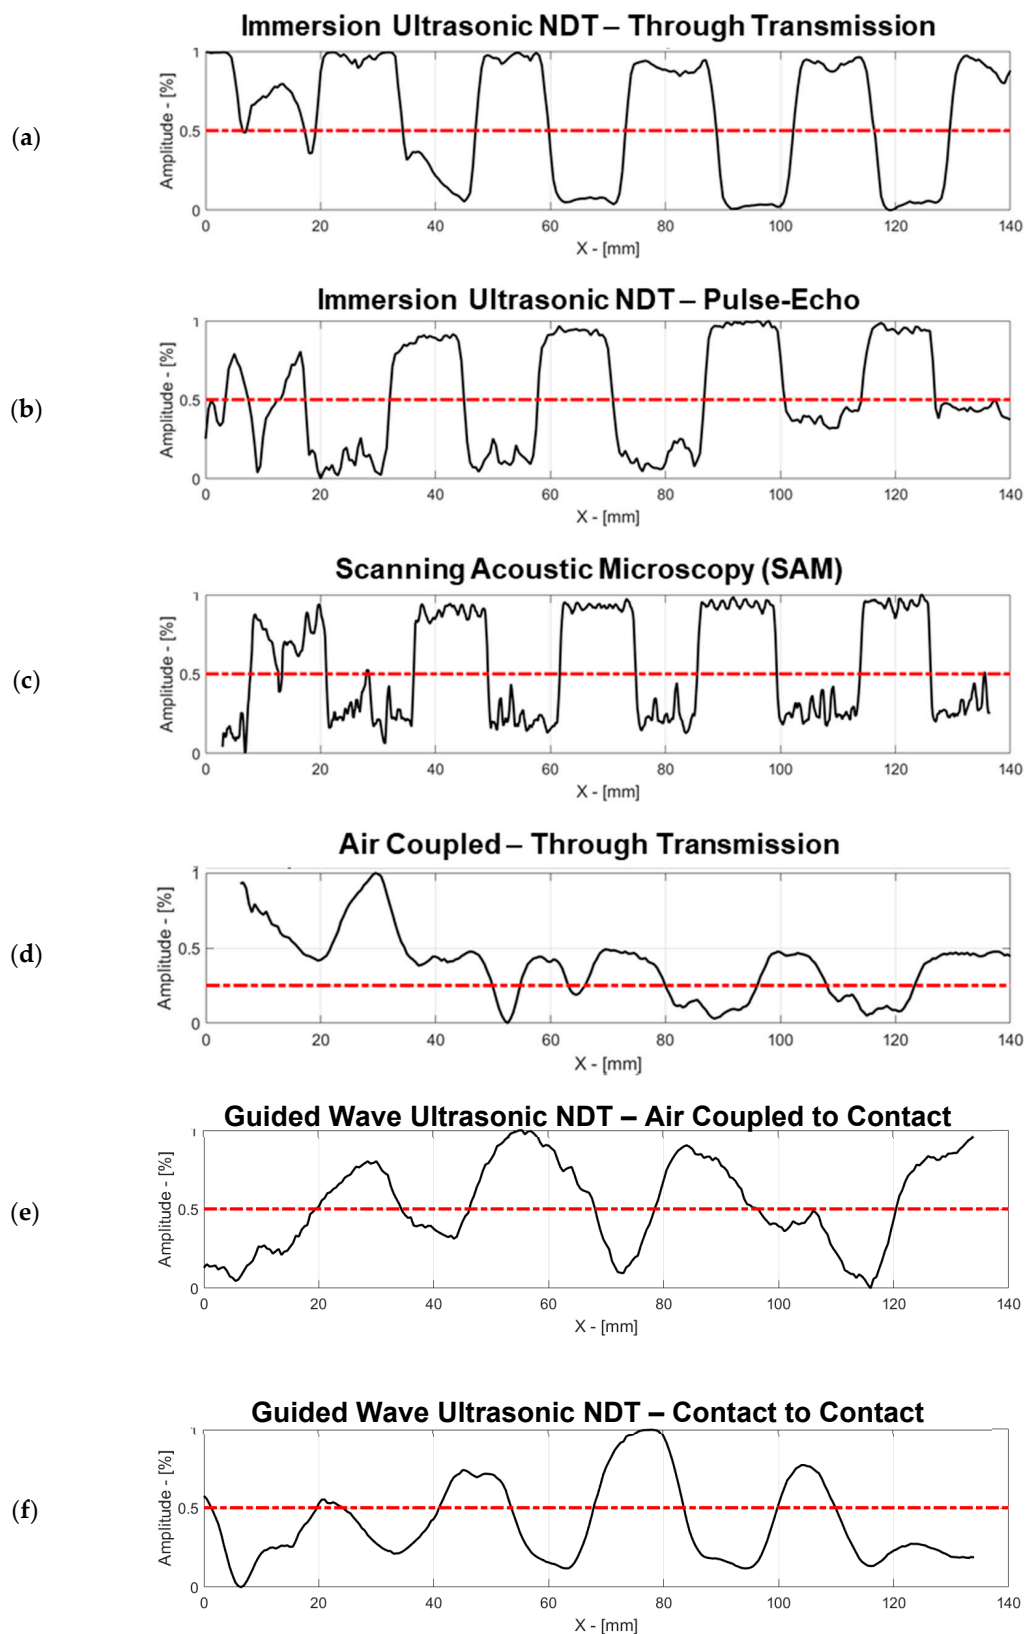 Immersion Ultrasonic NDT – Through Transmission
(a)
Amplitude - [%]
1
0.5
0
0 20 40 60 80 100 120 140
X - [mm]
Immersion Ultrasonic NDT – Pulse-Echo
(b)
Amplitude - [%]
1
0.5
0
0 20 40 60 80 100 120 140
X - [mm]
Scanning Acoustic Microscopy (SAM)
(c)
Amplitude - [%]
1
0.5
0
0 20 40 60 80 100 120 140
X - [mm]
Air Coupled – Through Transmission
(d)
Amplitude - [%]
1
0.5
0
0 20 40 60 80 100 120 140
X - [mm]
Guided Wave Ultrasonic NDT – Air Coupled to Contact
(e)
Amplitude - [%]
1
0.5
0
0 20 40 60 80 100 120 140
X - [mm]
Guided Wave Ultrasonic NDT – Contact to Contact
(f)
Amplitude - [%]
1
0.5
0
0 20 40 60 80 100 120 140
X - [mm]